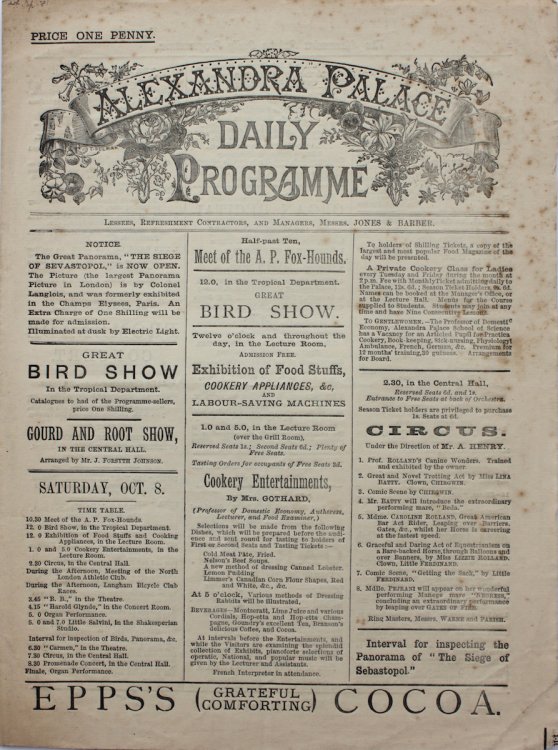 PRICE ONE PENNY.
ALEXANDRA PALACE
DAILY
PROGRAMME
LESSEES, REFRESHMENT CONTRACTORS, AND MANAGERS, MESSRS. JONES & BARBER.
NOTICE.
The Great Panorama, "THE SIEGE
OF SEVASTOPOL," is NOW OPEN.
The Picture (the largest Panorama
Picture in London) is by Colonel
Langlois, and was formerly exhibited
in the Champs Elysees, Paris. An
Extra Charge of One Shilling will be
made for admission.
Illuminated at dusk by Electric Light.
GREAT
BIRD SHOW
In the Tropical Department.
Catalogues to be had of the Programme-sellers,
price One Shilling.
GOURD AND ROOT SHOW,
IN THE CENTRAL HALL.
Arranged by Mr. J. FORSYTH JOHNSON.
SATURDAY, OCT. 8.
TIME TABLE.
10.30 Meet of the A. P. Fox-Hounds.
12. 0 Bird Show, in the Tropical Department.
12. 0 Exhibition of Food Stuffs and Cooking
Appliances, in the Lecture Room.
1. 0 and 5.0 Cookery Entertainments, in the
Lecture Room.
2.30 Circus, in the Central Hall.
During the Afternoon, Meeting of the North
London Athletic Club.
During the Afternoon, Langham Bicycle Club
Races.
3.45 "B. B.," in the Theatre.
4.15 "Harold Glynde," in the Concert Room.
5. 0 Organ Performance.
5. 0 and 7.0 Little Salvini, in the Shakesperian
Studio.
Interval for inspection of Birds, Panorama, &c.
6.30 "Carmen," in the Theatre.
7.30 Circus, in the Central Hall.
8.30 Promenade Concert, in the Central Hall.
Finale, Organ Performance.
Half-past Ten,
Meet of the A. P. Fox-Hounds.
12.0, in the Tropical Department.
GREAT
BIRD SHOW.
Twelve o'clock and throughout the
day, in the Lecture Room,
ADMISSION FREE.
Exhibition of Food Stuffs,
COOKERY APPLIANCES, &c,
AND
LABOUR-SAVING MACHINES
1.0 and 5.0, in the Lecture Room
(over the Grill Room),
Reserved Seats 1s.; Second Seats 6d.; Plenty of
Free Seats.
Tasting Orders for occupants of Free Seats 2d.
Cookery Entertainments,
By Mrs. GOTHARD,
(Professor of Domestic Economy, Authoress,
Lecturer, and Food Reformer,)
Selections will be made from the following
Dishes, which will be prepared before the audi-
ence and sent round for tasting to holders of
First or Second Seats and Tasting Tickets :—
Cold Meat Pâte, Fried.
Nelson's Beef Soups.
A new method of dressing Canned Lobster.
Lemon Pudding
Limmer's Canadian Corn Flour Shapes, Red
and White, &c., &c.
At 5 o'clock, Various methods of Dressing
Rabbits will be illustrated.
BEVERAGES—Montserrat, Lime Juice and various
Cordials, Hop-etta and Hop-etta Cham-
pagne, Goundry's excellent Tea, Branson's
delicious Coffee, and Cocoa.
At intervals before the Entertainments, and
while the Visitors are examining the splendid
collection of Exhibits, pianoforte selections of
operatic, National, and popular music will be
given by the Lecturer and Assistants.
French Interpreter in attendance.
To holders of Shilling Tickets, a copy of the
largest and most popular Food Magazine of the
day will be presented.
A Private Cookery Class for Ladies
every Tuesday and Friday during the month at
2 p.m. Fee with Monthly Ticket admitting daily to
the Palace, 12s. 6d.; Season Ticket Holders, 9s. 6d.
Names can be booked at the Manager's Office, or
at the Lecture Hall. Menus for the Course
supplied to Students. Students may join at any
time and have Nine Consecutive Lessons.
TO GENTLEWOMEN.—The Professor of Domestic
Economy, Alexandra Palace School of Science
has a Vacancy for an Articled Pupil for Practice
Cookery, Book-keeping, Sick-nursing, Physiology
Ambulance, French, German, &c. Premium for
12 months' training, 30 guineas. Arrangements
for Board.
2.30, in the Central Hall,
Reserved Seats 6d. and 1s.
Entrance to Free Seats at back of Orchestra.
Season Ticket holders are privileged to purchase
1s. Seats at 6d.
CIRCUS.
Under the Direction of Mr. A. HENRY.
1. Prof. ROLLAND's Canine Wonders. Trained
and exhibited by the owner.
2. Great and Novel Trotting Act by Miss LINA
BATTY. Clown, CHIRGWIN.
3. Comic Scene by CHIRGWIN.
4. Mr. BATTY will introduce the extraordinary
performing mare, "Beda."
5. Mdme. CAROLINE ROLLAND, Great American
Bar Act Rider, Leaping over Barriers,
Gates, &c., whilst her Horse is careering
at the fastest speed.
6. Graceful and Daring Act of Equestrianism on
a Bare-backed Horse, through Balloons and
over Banners, by Miss LIZZIE ROLLAND.
Clown, Little FERDINAND.
7. Comic Scene, "Getting the Sack," by Little
FERDINAND.
8. Mdlle. will appear on her wonderful
performing Manege mare
concluding an extraordinary performance
by leaping over GATES OF FIRE.
Ring Masters, Messrs. WARNE and PARISH.
Interval for inspecting the
Panorama of "The Siege of
Sebastopol."
EPPS'S (GRATEFUL COMFORTING) COCOA.